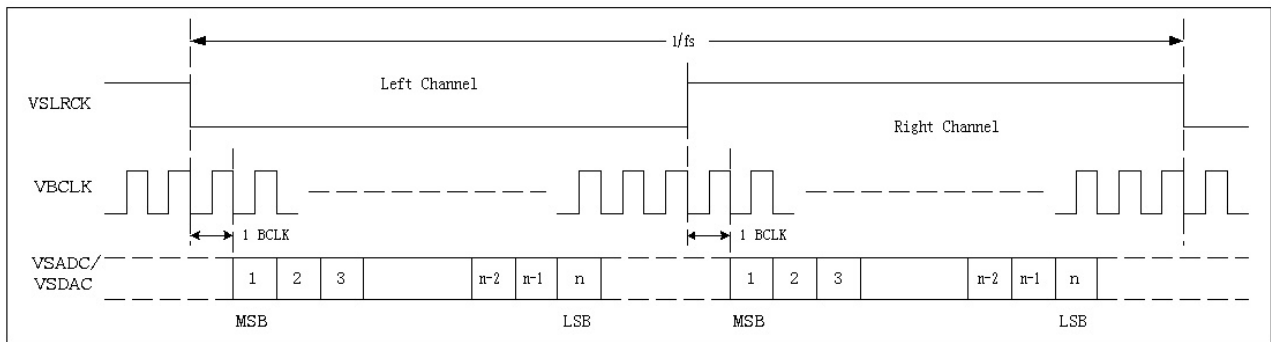 1/fs
Left Channel
VSLRCK
Right Channel
VBCLK
1 BCLK 1 BCLK
VSADC/
VSDAC
1 2 3 n-2 n-1 n 1 2 3 n-2 n-1 n
MSB LSB MSB LSB